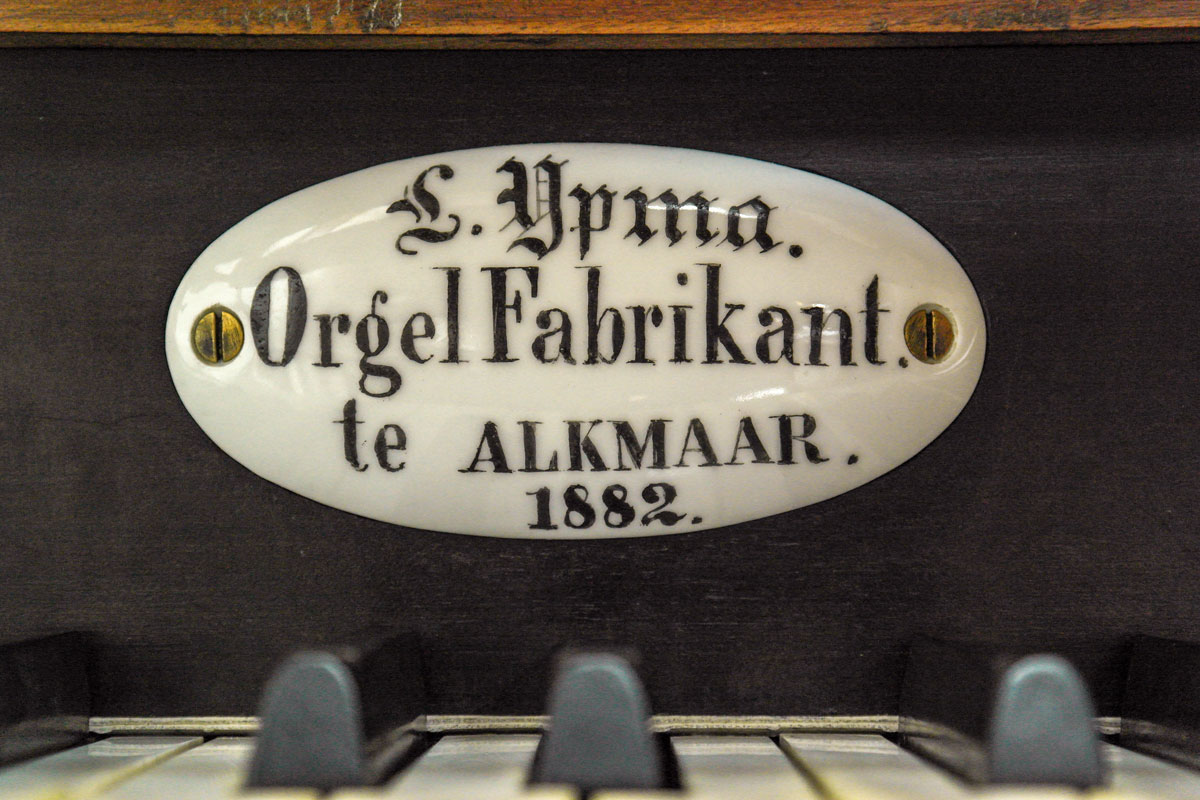 L. Ypma.
Orgel Fabrikant.
te ALKMAAR.
1882.